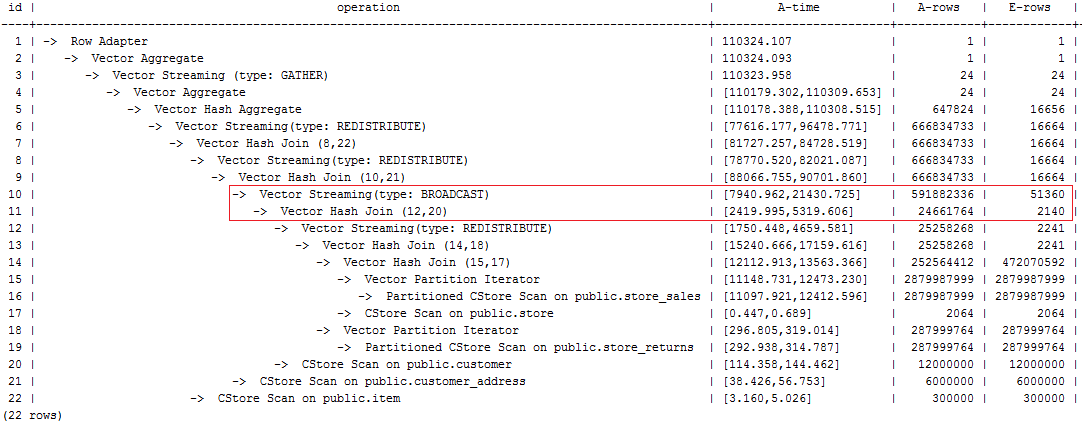 id | operation | A-time | A-rows | E-rows |
----+--------------------------------------------------------------------+-------------------------+------------+------------+
1 | -> Row Adapter | 110324.107 | 1 | 1 |
2 | -> Vector Aggregate | 110324.093 | 1 | 1 |
3 | -> Vector Streaming (type: GATHER) | 110323.958 | 24 | 24 |
4 | -> Vector Aggregate | [110179.302,110309.653] | 24 | 24 |
5 | -> Vector Hash Aggregate | [110178.388,110308.515] | 647824 | 16656 |
6 | -> Vector Streaming(type: REDISTRIBUTE) | [77616.177,96478.771] | 666834733 | 16664 |
7 | -> Vector Hash Join (8,22) | [81727.257,84728.519] | 666834733 | 16664 |
8 | -> Vector Streaming(type: REDISTRIBUTE) | [78770.520,82021.087] | 666834733 | 16664 |
9 | -> Vector Hash Join (10,21) | [88066.755,90701.860] | 666834733 | 16664 |
10 | -> Vector Streaming(type: BROADCAST) | [7940.962,21430.725] | 591882336 | 51360 |
11 | -> Vector Hash Join (12,20) | [2419.995,5319.606] | 24661764 | 2140 |
12 | -> Vector Streaming(type: REDISTRIBUTE) | [1750.448,4659.581] | 25258268 | 2241 |
13 | -> Vector Hash Join (14,18) | [15240.666,17159.616] | 25258268 | 2241 |
14 | -> Vector Hash Join (15,17) | [12112.913,13563.366] | 252564412 | 472070592 |
15 | -> Vector Partition Iterator | [11148.731,12473.230] | 2879987999 | 2879987999 |
16 | -> Partitioned CStore Scan on public.store_sales | [11097.921,12412.596] | 2879987999 | 2879987999 |
17 | -> CStore Scan on public.store | [0.447,0.689] | 2064 | 2064 |
18 | -> Vector Partition Iterator | [296.805,319.014] | 287999764 | 287999764 |
19 | -> Partitioned CStore Scan on public.store_returns | [292.938,314.787] | 287999764 | 287999764 |
20 | -> CStore Scan on public.customer | [114.358,144.462] | 12000000 | 12000000 |
21 | -> CStore Scan on public.customer_address | [38.426,56.753] | 6000000 | 6000000 |
22 | -> CStore Scan on public.item | [3.160,5.026] | 300000 | 300000 |
(22 rows)